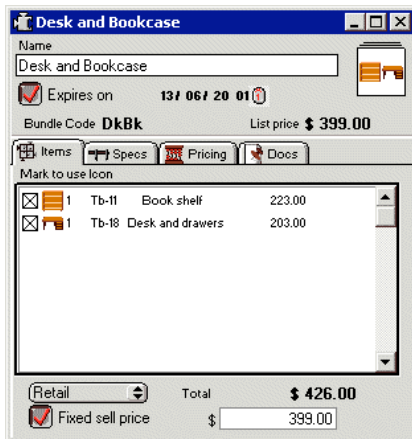 Desk and Bookcase
Name
Desk and Bookcase
Expires on 13/ 06/ 20 01
Bundle Code DkBk List price $ 399.00
Items Specs Pricing Docs
Mark to use Icon
1 Tb-11 Book shelf 223.00
1 Tb-18 Desk and drawers 203.00
Retail Total $ 426.00
Fixed sell price $ 399.00